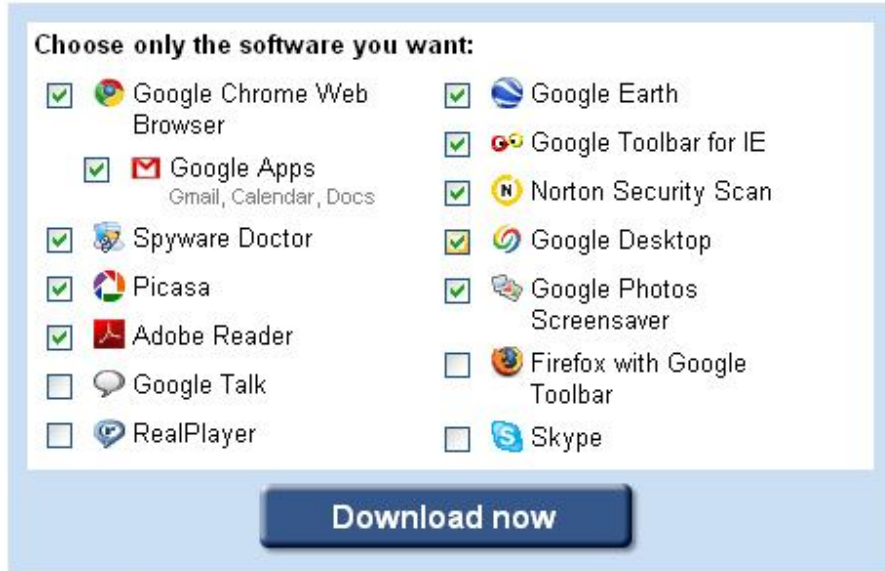 Choose only the software you want:
Google Chrome Web
Browser
Google Apps
Gmail, Calendar, Docs
Spyware Doctor
Picasa
Adobe Reader
Google Talk
RealPlayer
Google Earth
Google Toolbar for IE
N
Norton Security Scan
Google Desktop
Google Photos
Screensaver
Firefox with Google
Toolbar
S
Skype
Download now